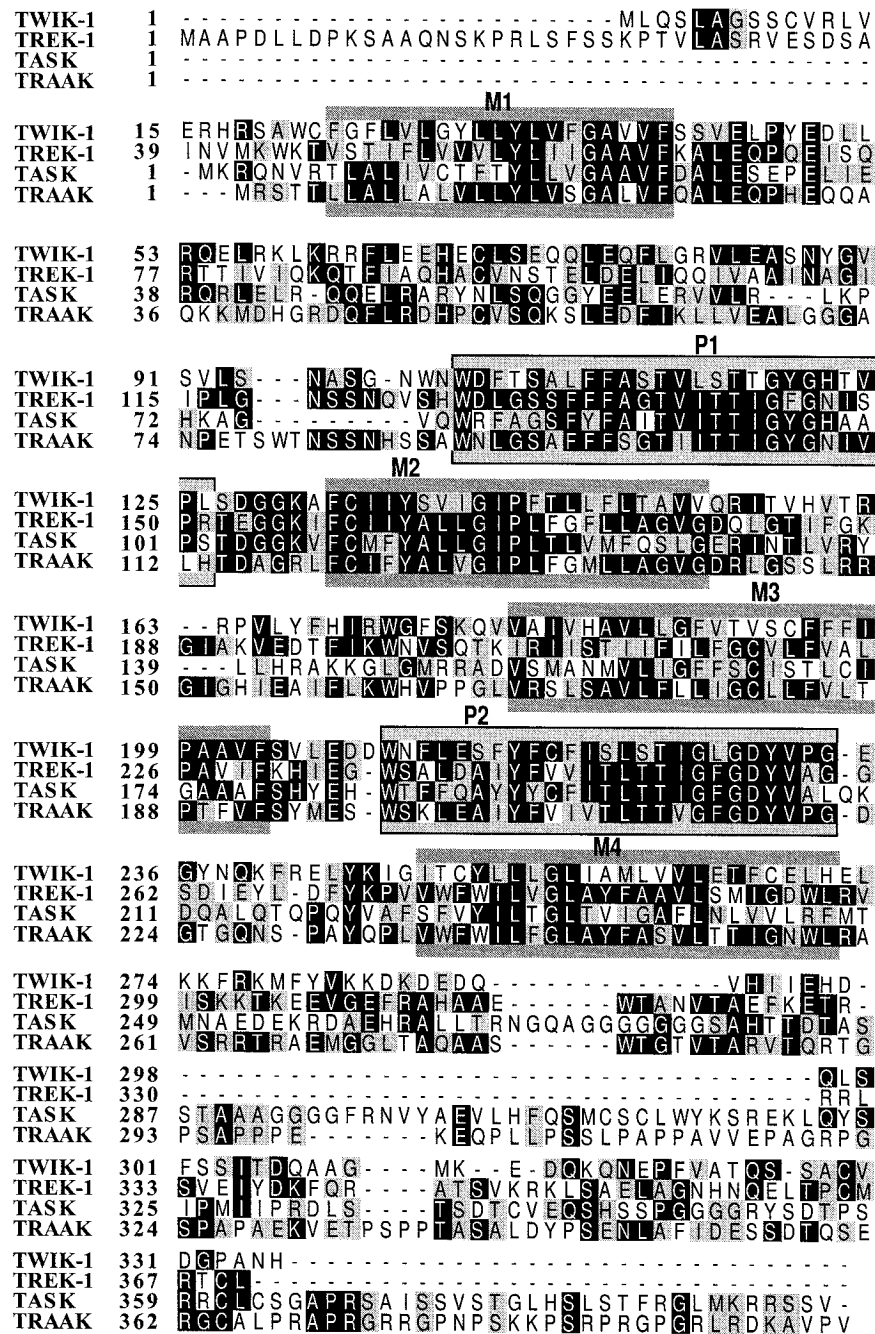 TWIK-1 1 ------------------------MLQSLAGSSCVRLV
TREK-1 1 MAAPDLLDPKSAAQNSKPRLSFSSKPTVLASRVESDSA
TASK 1 --------------------------------------
TRAAK 1 --------------------------------------
M1
TWIK-1 15 ERHRSAWCFGFLVLGYLLYLVFGAVVFSSVELPYEDLL
TREK-1 39 INVMKWKTVSTIFLVVVLYLIIGAAVFKALEQPQEISQ
TASK 1 -MKRQNVRTLALIVCTFTYLLVGAAVFDALESEPELIE
TRAAK 1 ---MRSTTLLALLALVLLYLVSGALVFQALEQPHEQQA
TWIK-1 53 RQELRKLKRRFLEEHECLSEQQLEQFLGRVLEASNYGV
TREK-1 77 RTTIVIQKQTFIAQHACVNSTELDELIQQIVAAINAGI
TASK 38 RQRLELR-QQELRARYNLSQGGYEELERVVLR---LKP
TRAAK 36 QKKMDHGRDQFLRDHPCVSQKSLEDFIKLLVEALGGGA
P1
TWIK-1 91 SVLS---NASG-NWNWDFTSALFFASTVLSTTGYGHTV
TREK-1 115 IPLG---NSSNQVSHWDLGSSFFFAGTVITTIGFGNIS
TASK 72 HKAG---------VQWRFAGSFYFAITVITTIGYGHAA
TRAAK 74 NPETSWTNSSNHSSAWNLGSAFFFSGTIITTIGYGNIV
M2
TWIK-1 125 PLSDGGKAFCIIYSVIGIPFTLLFLTAVVQRITVHVTR
TREK-1 150 PRTEGGKIFCIIYALLGIPLFGFLLAGVGDQLGTIFGK
TASK 101 PSTDGGKVFCMFYALLGIPLTLVMFQSLGERINTLVRY
TRAAK 112 LHTDAGRLFCIFYALVGIPLFGMLLAGVGDRLGSSLRR
M3
TWIK-1 163 --RPVLYFHIRWGFSKQVVAIVHAVLLGFVTVSCFFFI
TREK-1 188 GIAKVEDTFIKWNVSQTKIRIISTIIFILFGCVLFVAL
TASK 139 ---LLHRAKKGLGMRRADVSMANMVLIGFFSCISTLCI
TRAAK 150 GIGHIEAIFLKWHVPPGLVRSLSAVLFLLIGCLLFVLT
P2
TWIK-1 199 PAAVFSVLEDDWNFLESFYFCFISLSTIGLGDYVPG-E
TREK-1 226 PAVIFKHIEG-WSALDAIYFVVITLTTIGFGDYVAG-G
TASK 174 GAAAFSHYEH-WTFFQAYYYCFITLTTIGFGDYVALQK
TRAAK 188 PTFVFSYMES-WSKLEAIYFVIVTLTTVGFGDYVPG-D
M4
TWIK-1 236 GYNQKFRELYKIGITCYLLLGLIAMLVVLETFCELHEL
TREK-1 262 SDIEYL-DFYKPVVWFWILVGLAYFAAVLSMIGDWLRV
TASK 211 DQALQTQPQYVAFSFVYILTGLTVIGAFLNLVVLRFMT
TRAAK 224 GTGQNS-PAYQPLVWFWILFGLAYFASVLTTIGNWLRA
TWIK-1 274 KKFRKMFYVKKDKDEDQ-------------VHIIEHD-
TREK-1 299 ISKKTKEEVGEFRAHAAE------WTANVTAEFKETR-
TASK 249 MNAEDEKRDAEHRALLTRNGQAGGGGGGGSAHTTDTAS
TRAAK 261 VSRRTRAEMGGLTAQAAS------WTGTVTARVTQRTG
TWIK-1 298 -----------------------------------QLS
TREK-1 330 -----------------------------------RRL
TASK 287 STAAAGGGGFRNVYAEVLHFQSMCSCLWYKSREKLQYS
TRAAK 293 PSAPPPE-------KEQPLLPSSLPAPPAVVEPAGRPG
TWIK-1 301 FSSITDQAAG----MK--E-DQKQNEPFVATQS-SACV
TREK-1 333 SVEIYDKFQR----ATSVKRKLSAELAGNHNQELTPCM
TASK 325 IPMIIPRDLS----TSDTCVEQSHSSPGGGGRYSDTPS
TRAAK 324 SPAPAEKVETPSPPTASALDYPSENLAFIDESSDTQSE
TWIK-1 331 DGPANH-------------------------------
TREK-1 367 RTCL---------------------------------
TASK 359 RRCLCSGAPRSAISSVSTGLHSLSTFRGLMKRRSSV-
TRAAK 362 RGCALPRAPRGRRGPNPSKKPSRPRGPGRLRDKAVPV